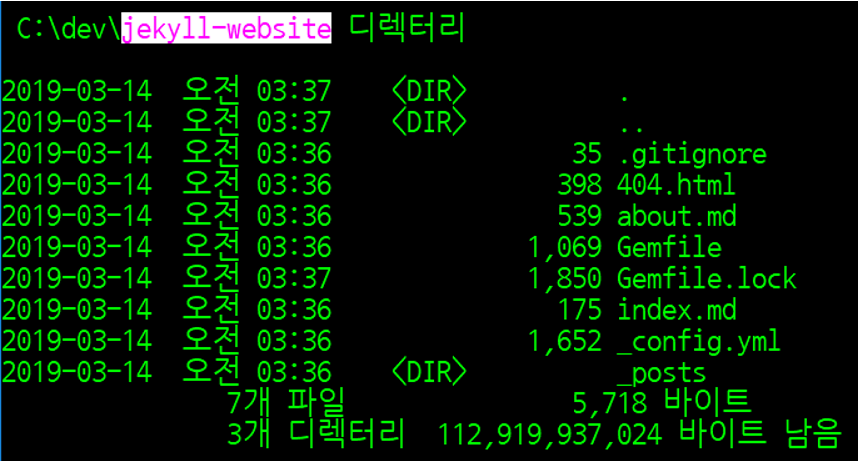 C:\dev\jekyll-website 디렉터리
2019-03-14 오전 03:37 <DIR> .
2019-03-14 오전 03:37 <DIR> ..
2019-03-14 오전 03:36 35 .gitignore
2019-03-14 오전 03:36 398 404.html
2019-03-14 오전 03:36 539 about.md
2019-03-14 오전 03:36 1,069 Gemfile
2019-03-14 오전 03:37 1,850 Gemfile.lock
2019-03-14 오전 03:36 175 index.md
2019-03-14 오전 03:36 1,652 _config.yml
2019-03-14 오전 03:36 <DIR> _posts
7개 파일 5,718 바이트
3개 디렉터리 112,919,937,024 바이트 남음